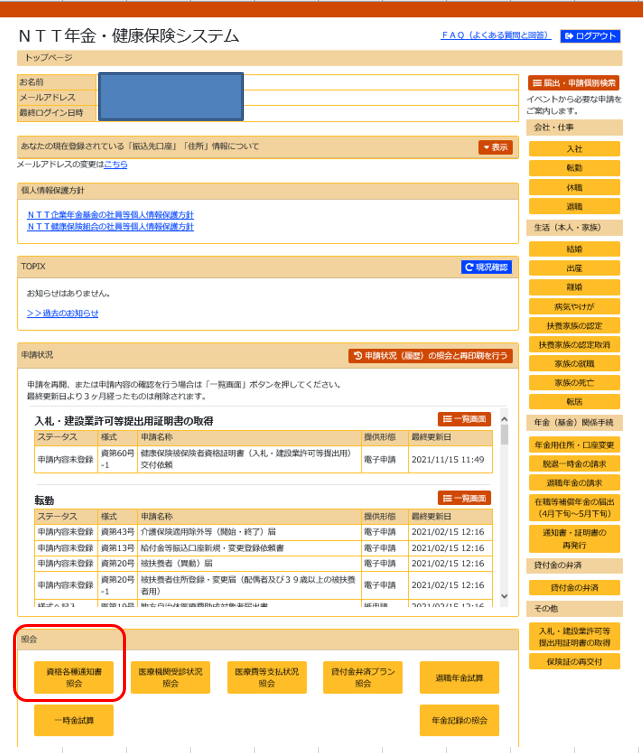 NTT年金・健康保険システム
FAQ（よくある質問と回答）
ログアウト
トップページ
お名前
メールアドレス
最終ログイン日時
あなたの現在登録されている「振込先口座」「住所」情報について
表示
メールアドレスの変更はこちら
個人情報保護方針
NTT企業年金基金の社員等個人情報保護方針
NTT健康保険組合の社員等個人情報保護方針
TOPIX
現況確認
お知らせはありません。
>>過去のお知らせ
申請状況
申請状況（履歴）の照会と再印刷を行う
申請を再開、または申請内容の確認を行う場合は「一覧画面」ボタンを押してください。
最終更新日より3ヶ月経ったものは削除されます。
入札・建設業許可等提出用証明書の取得
一覧画面
ステータス 様式 申請名称 提供形態 最終更新日
申請内容未登録 資第60号-1 健康保険被保険者資格証明書（入札・建設業許可等提出用）交付依頼 電子申請 2021/11/15 11:49
転勤
一覧画面
ステータス 様式 申請名称 提供形態 最終更新日
申請内容未登録 資第43号 介護保険適用除外等（開始・終了）届 電子申請 2021/02/15 12:16
申請内容未登録 資第13号 給付金等振込口座新規・変更登録依頼書 電子申請 2021/02/15 12:16
申請内容未登録 資第20号 被扶養者（異動）届 電子申請 2021/02/15 12:16
申請内容未登録 資第20号-1 被扶養者住所登録・変更届（配偶者及び39歳以上の被扶養者用） 電子申請 2021/02/15 12:16
2021/02/15 12:16
照会
資格各種通知書
照会
医療機関受診状況
照会
医療費等支払状況
照会
貸付金弁済プラン
照会
退職年金試算
一時金試算
年金記録の照会
届出・申請個別検索
イベントから必要な申請を
ご案内します。
会社・仕事
入社
転勤
休職
退職
生活（本人・家族）
結婚
出産
離婚
病気やけが
扶養家族の認定
扶養家族の認定取消
家族の就職
家族の死亡
転居
年金（基金）関係手続
年金用住所・口座変更
脱退一時金の請求
退職年金の請求
在職等補償年金の届出
（4月下旬～5月下旬）
通知書・証明書の
再発行
貸付金の弁済
貸付金の弁済
その他
入札・建設業許可等
提出用証明書の取得
保険証の再交付